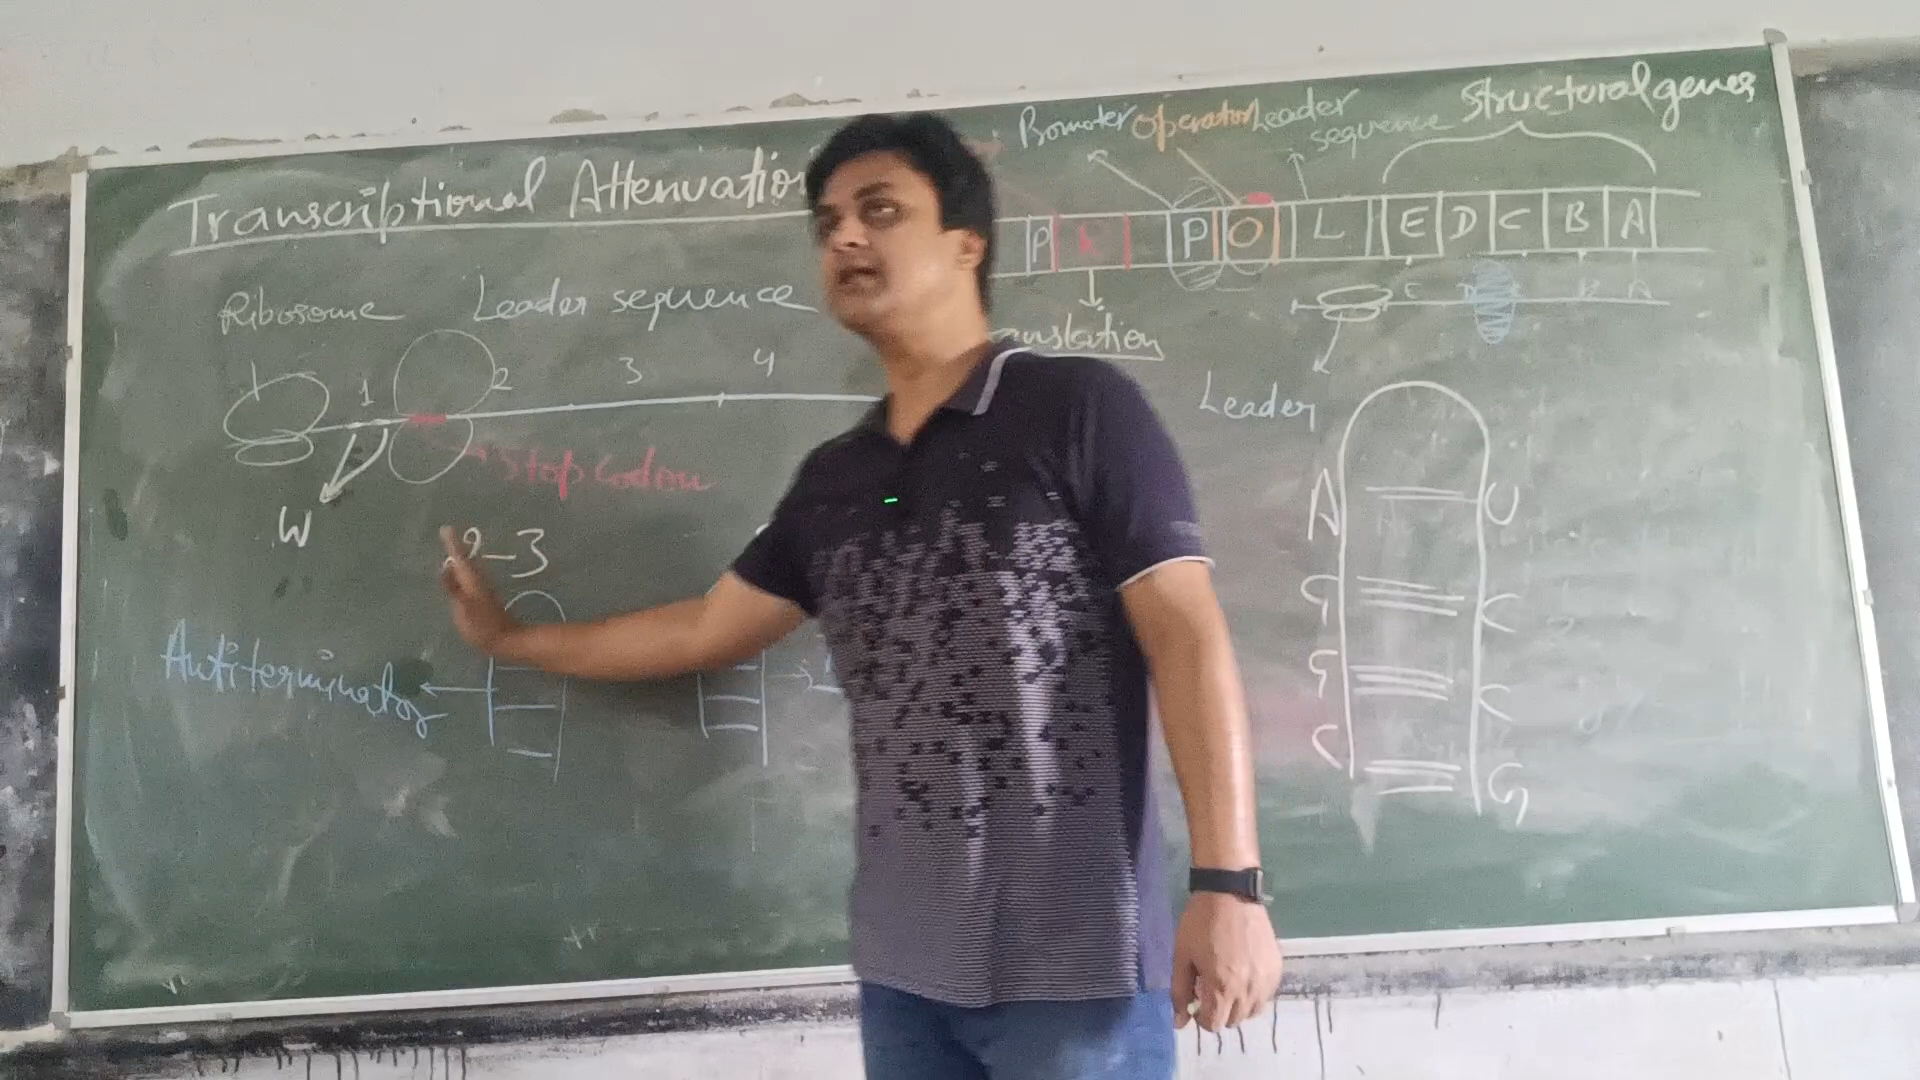 Transcriptional Attenuation
Promoter Operator Leader sequence Structural genes
P R P O L E D C B A
E D B A
Ribosome Leader sequence
1 2 3 4
Translation
Leader
Stop codon
W
2-3
Antiterminator
A U
G C
G C
C G